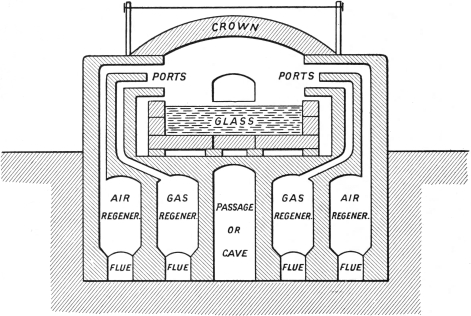 CROWN
PORTS
PORTS
GLASS
AIR
REGENER.
GAS
REGENER.
PASSAGE
OR
CAVE
GAS
REGENER.
AIR
REGENER.
FLUE
FLUE
FLUE
FLUE